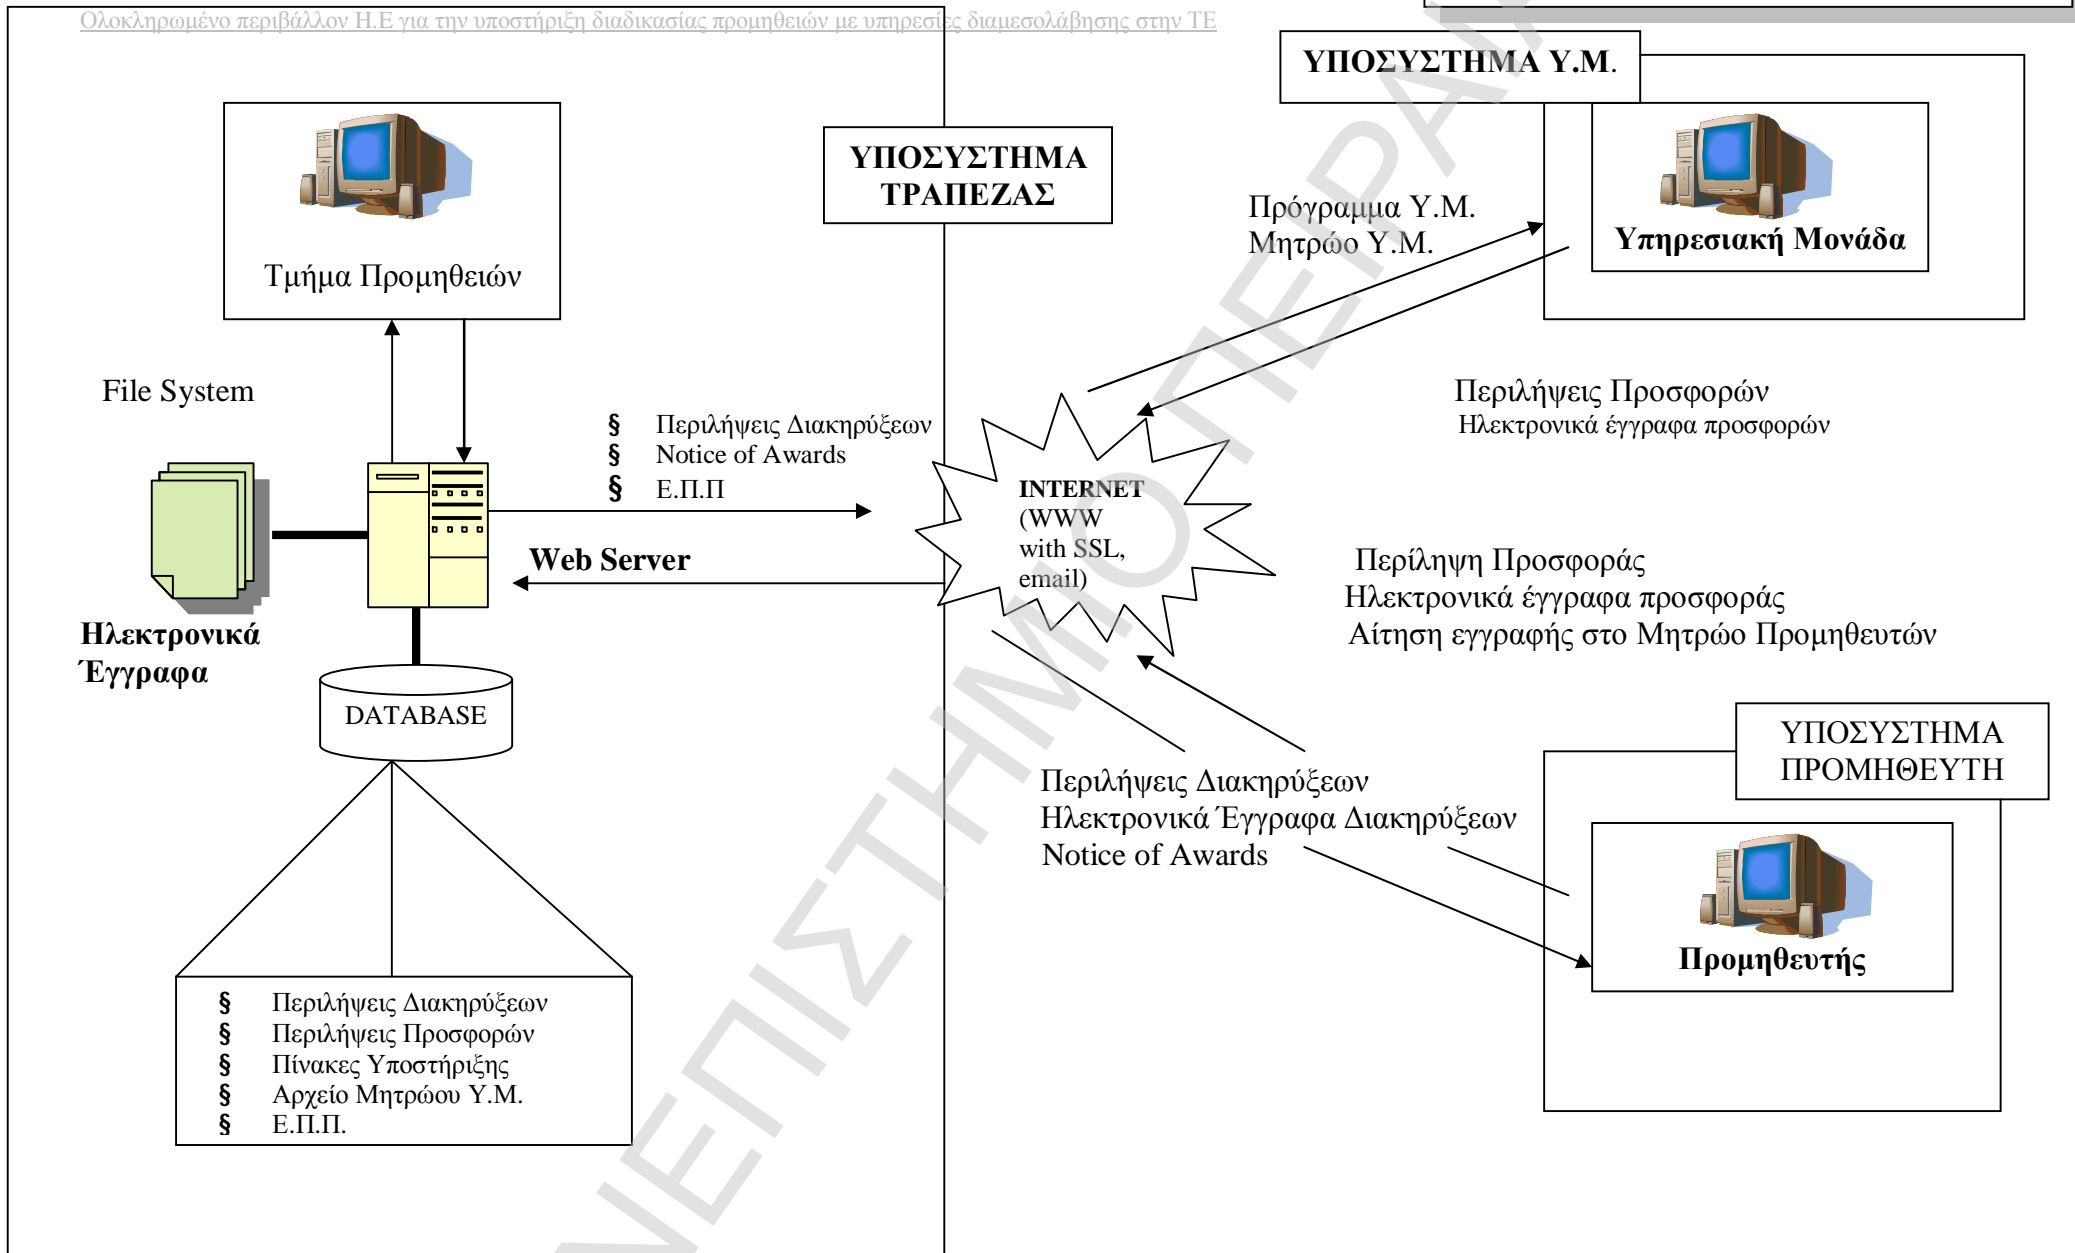 Ολοκληρωμένο περιβάλλον Η.Ε για την υποστήριξη διαδικασίας προμηθειών με υπηρεσίες διαμεσολάβησης στην ΤΕ
ΥΠΟΣΥΣΤΗΜΑ Υ.Μ.
Υπηρεσιακή Μονάδα
ΥΠΟΣΥΣΤΗΜΑ
ΤΡΑΠΕΖΑΣ
Τμήμα Προμηθειών
Πρόγραμμα Υ.Μ.
Μητρώο Υ.Μ.
File System
§ Περιλήψεις Διακηρύξεων
§ Notice of Awards
§ Ε.Π.Π
Περιλήψεις Προσφορών
Ηλεκτρονικά έγγραφα προσφορών
INTERNET
(WWW
with SSL,
email)
Web Server
Περίληψη Προσφοράς
Ηλεκτρονικά έγγραφα προσφοράς
Αίτηση εγγραφής στο Μητρώο Προμηθευτών
Ηλεκτρονικά
Έγγραφα
DATABASE
ΥΠΟΣΥΣΤΗΜΑ
ΠΡΟΜΗΘΕΥΤΗ
Περιλήψεις Διακηρύξεων
Ηλεκτρονικά Έγγραφα Διακηρύξεων
Notice of Awards
Προμηθευτής
§ Περιλήψεις Διακηρύξεων
§ Περιλήψεις Προσφορών
§ Πίνακες Υποστήριξης
§ Αρχείο Μητρώου Υ.Μ.
§ Ε.Π.Π.
ΝΕΠΙΣΤΗΜΙΟ ΠΕΙΡΑΙ